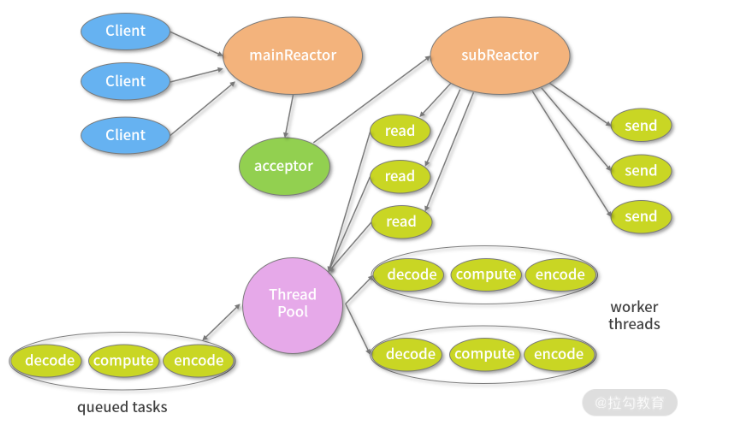 Client
mainReactor
subReactor
Client
Client
acceptor
read
send
read
send
read
send
Thread
Pool
decode compute encode
worker
threads
decode compute encode
decode compute encode
queued tasks
@拉勾教育